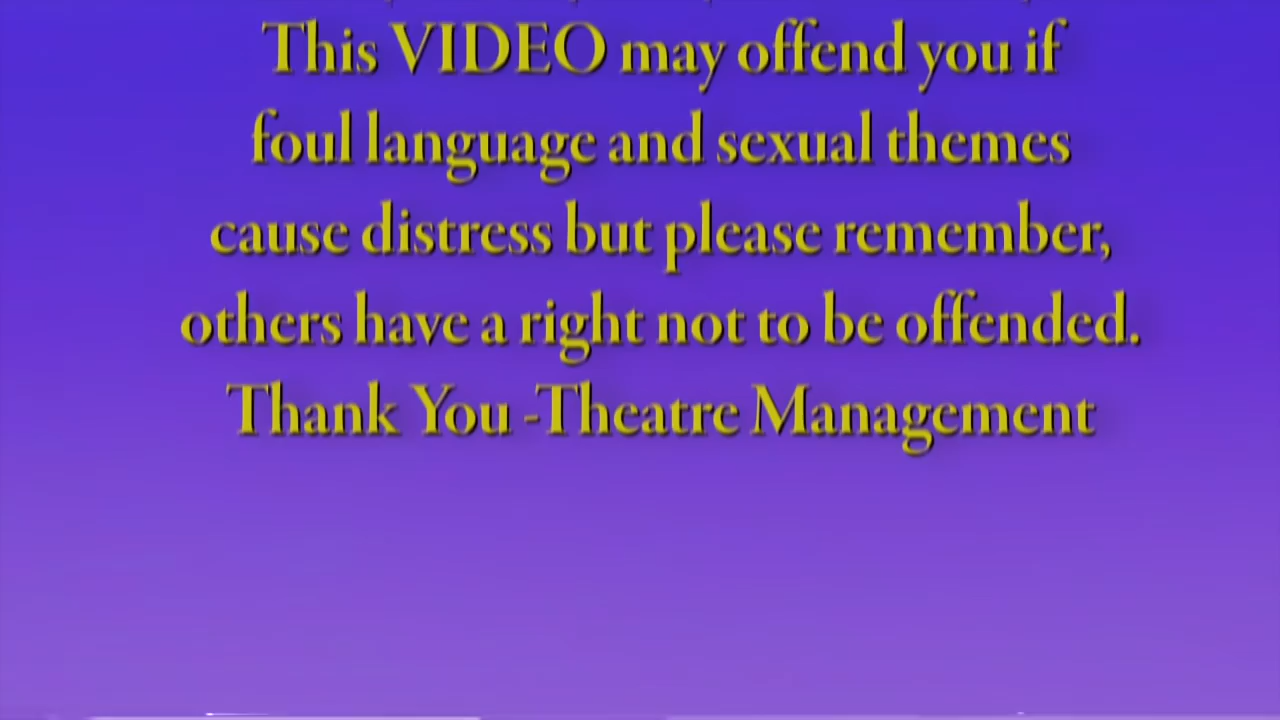 This VIDEO may offend you if
foul language and sexual themes
cause distress but please remember,
others have a right not to be offended.
Thank You -Theatre Management